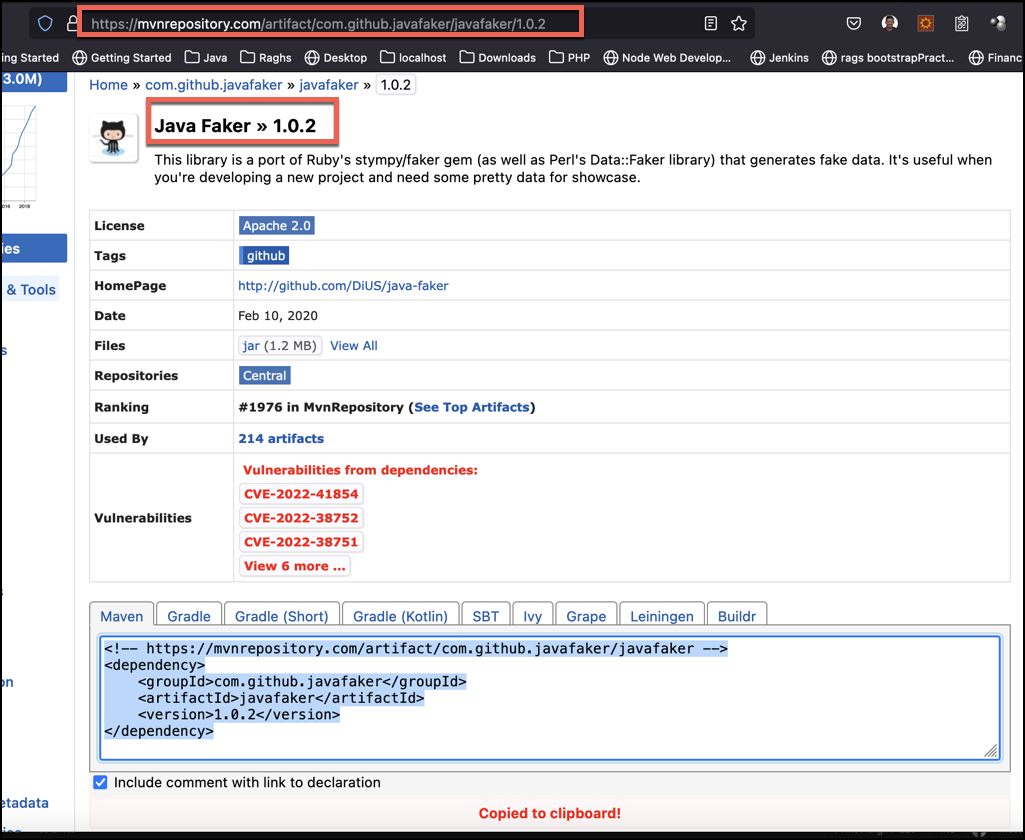 https://mvnrepository.com/artifact/com.github.javafaker/javafaker/1.0.2
ing Started Getting Started Java Raghs Desktop localhost Downloads PHP Node Web Develop... Jenkins rags bootstrapPract... Financ
3.0M)
Home » com.github.javafaker » javafaker » 1.0.2
Java Faker » 1.0.2
This library is a port of Ruby's stympy/faker gem (as well as Perl's Data::Faker library) that generates fake data. It's useful when
you're developing a new project and need some pretty data for showcase.
2018
License Apache 2.0
ies
Tags github
& Tools
HomePage http://github.com/DiUS/java-faker
Date Feb 10, 2020
Files jar (1.2 MB) View All
s
Repositories Central
Ranking #1976 in MvnRepository (See Top Artifacts)
Used By 214 artifacts
Vulnerabilities Vulnerabilities from dependencies:
CVE-2022-41854
CVE-2022-38752
CVE-2022-38751
View 6 more ...
Maven Gradle Gradle (Short) Gradle (Kotlin) SBT Ivy Grape Leiningen Buildr
<!-- https://mvnrepository.com/artifact/com.github.javafaker/javafaker -->
<dependency>
    <groupId>com.github.javafaker</groupId>
    <artifactId>javafaker</artifactId>
    <version>1.0.2</version>
</dependency>
on
Include comment with link to declaration
etadata
Copied to clipboard!